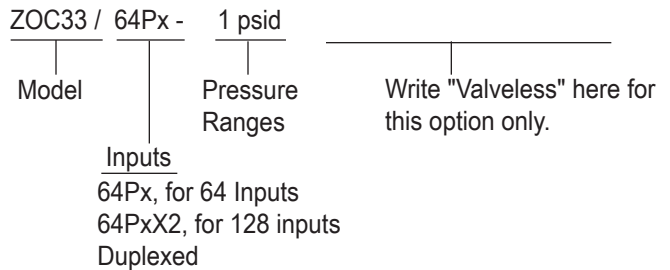 ZOC33 / 64Px - 1 psid
Model
Pressure
Ranges
Write "Valveless" here for
this option only.
Inputs
64Px, for 64 Inputs
64PxX2, for 128 inputs
Duplexed